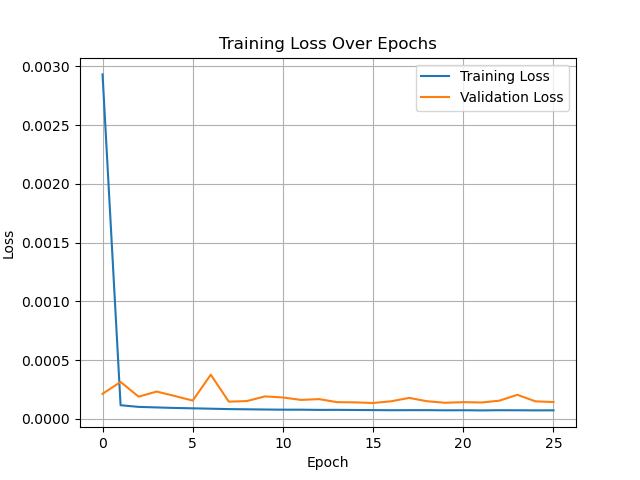 Training Loss Over Epochs
Training Loss
Validation Loss
0.0030
0.0025
0.0020
0.0015
0.0010
0.0005
0.0000
Loss
0 5 10 15 20 25
Epoch